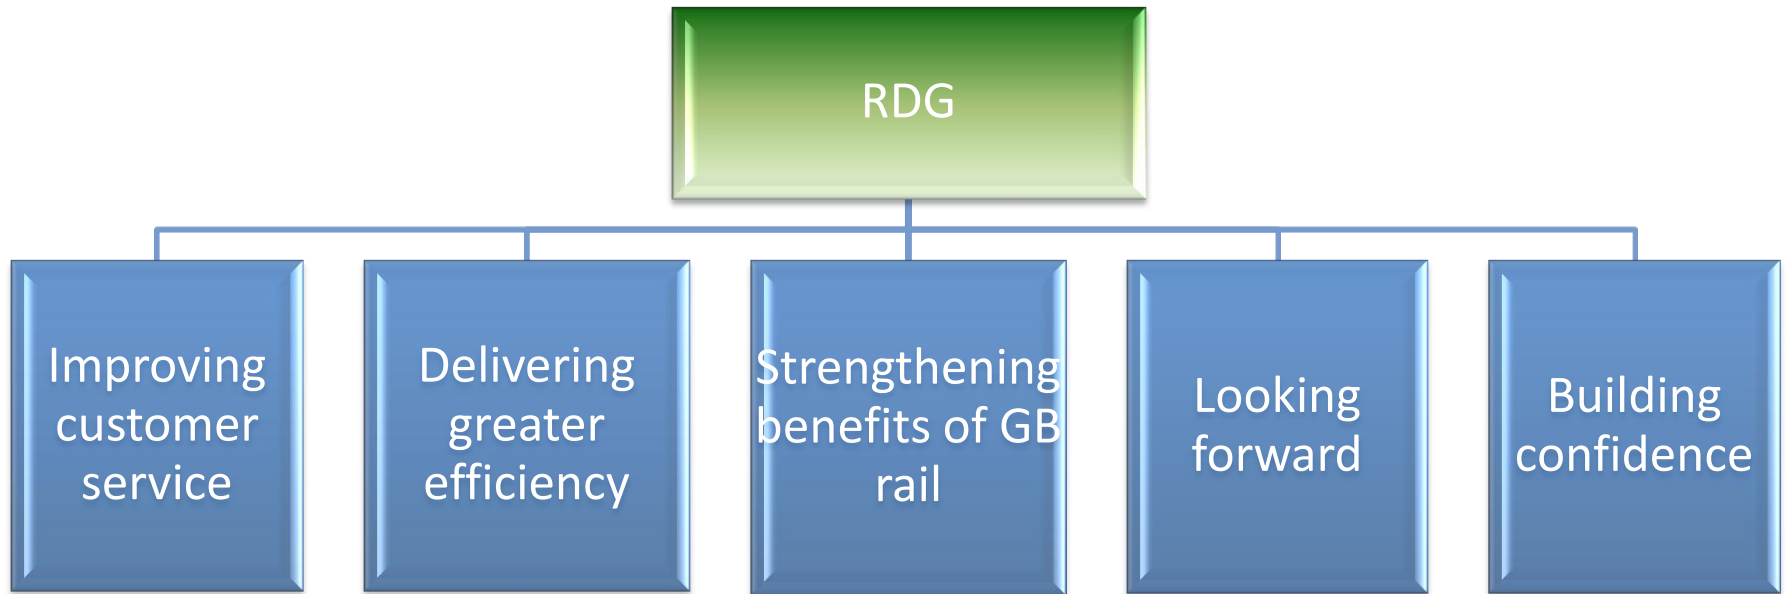 RDG
Improving
customer
service
Delivering
greater
efficiency
Strengthening
benefits of GB
rail
Looking
forward
Building
confidence